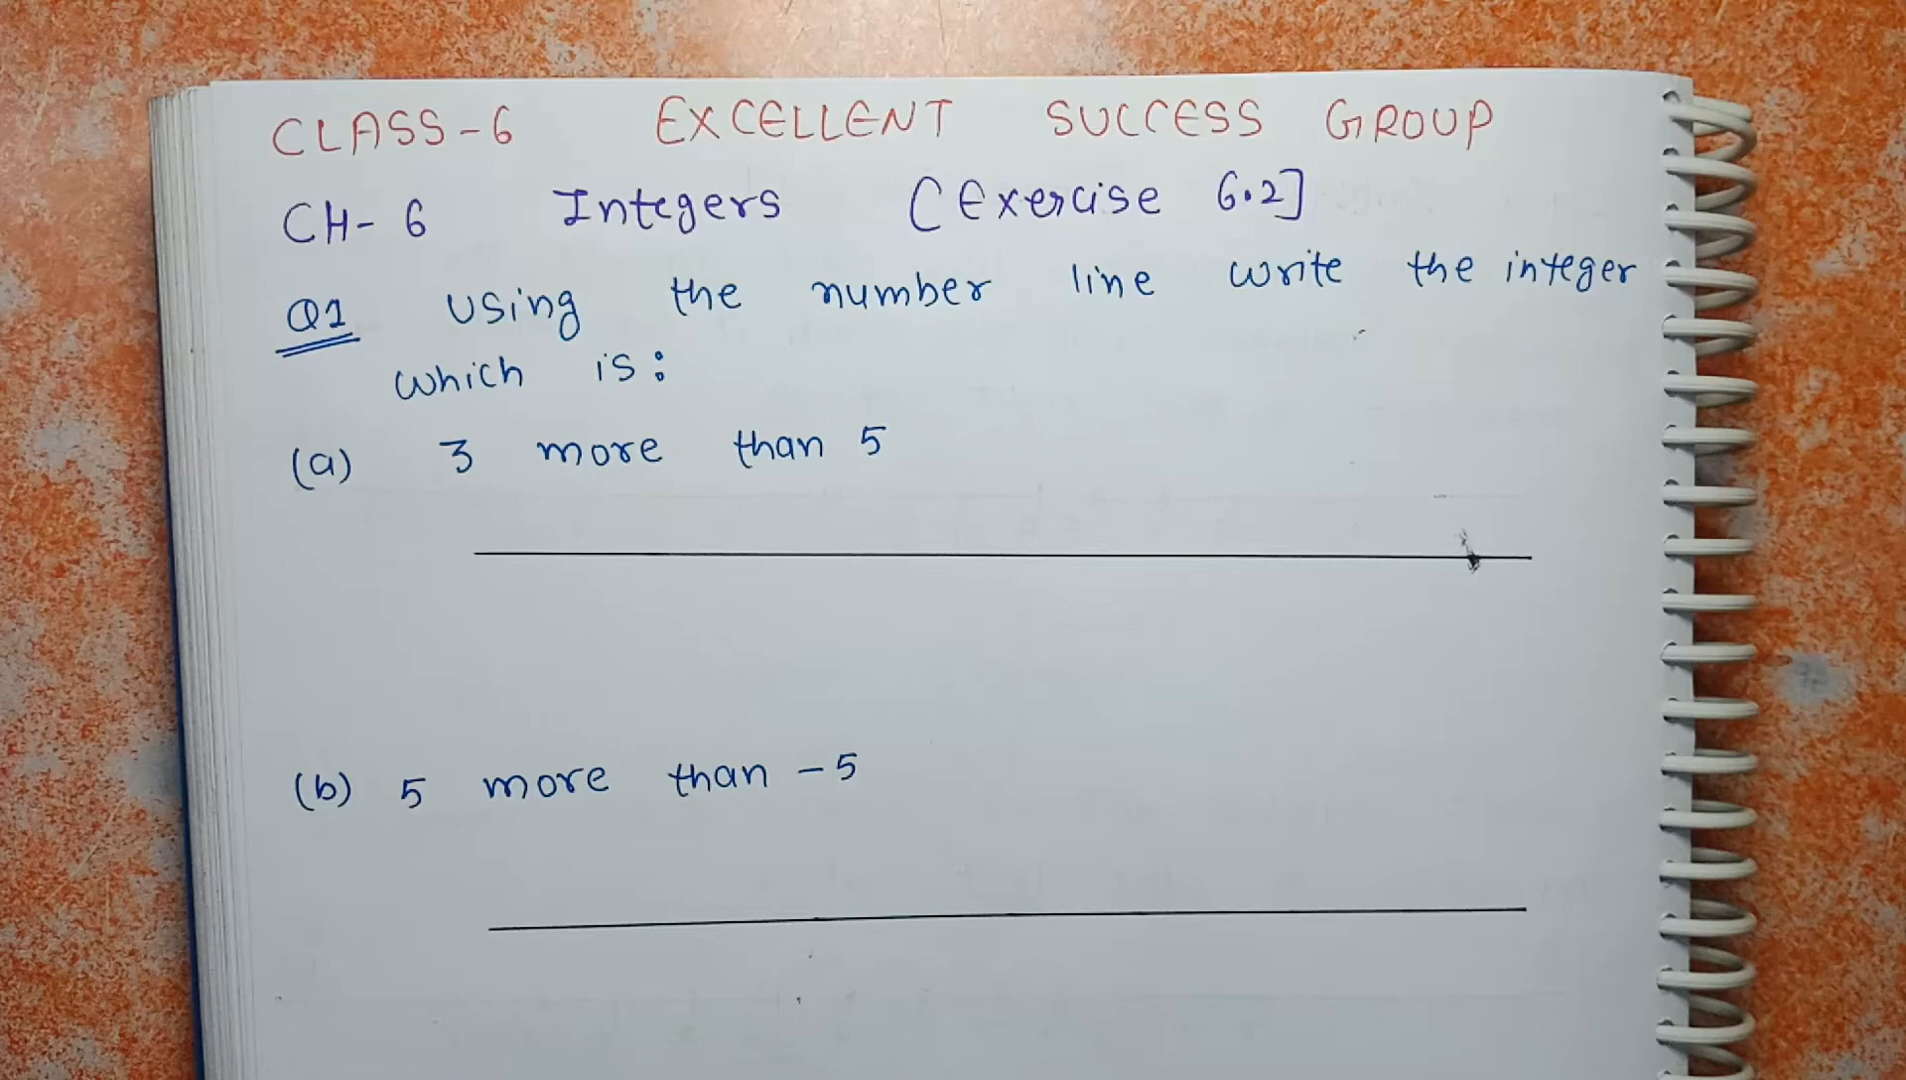 CLASS-6 EXCELLENT SUCCESS GROUP
CH-6 Integers [Exercise 6.2]
Q1 Using the number line write the integer
which is:
(a) 3 more than 5
(b) 5 more than -5